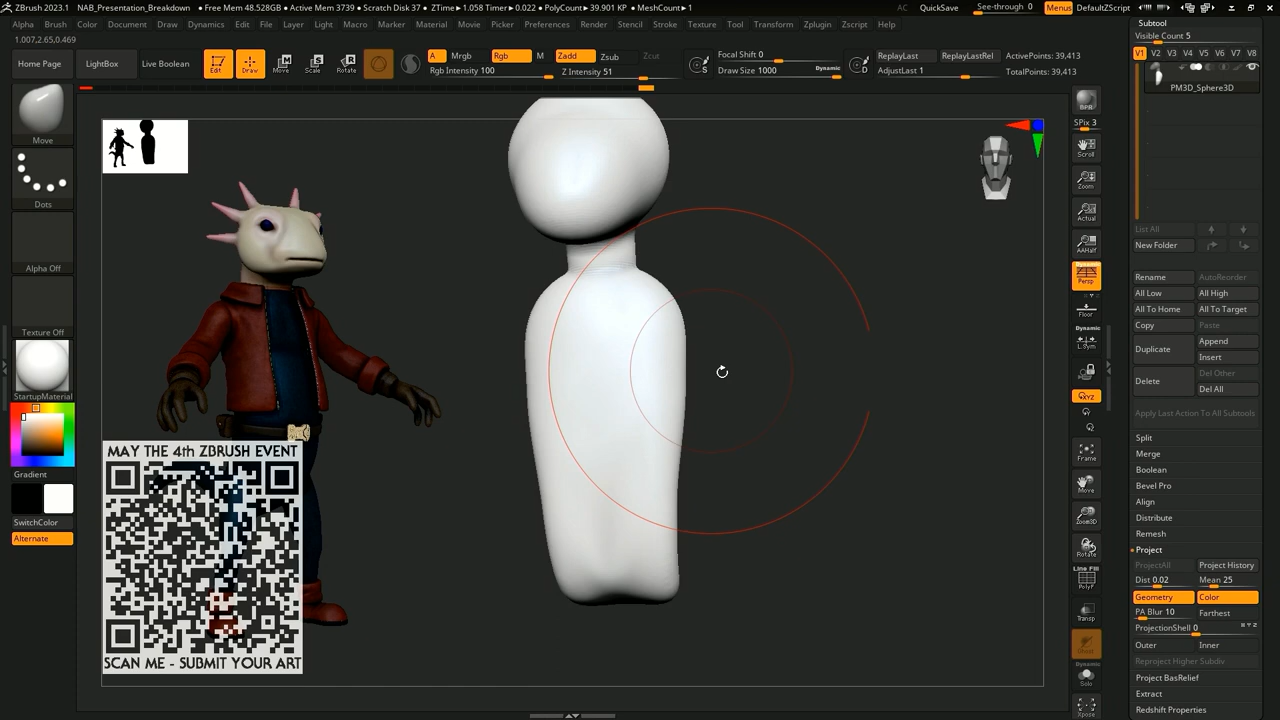 ZBrush 2023.1 NAB_Presentation_Breakdown • Free Mem 48.528GB • Active Mem 3739 • Scratch Disk 37 • ZTime▸1.058 Timer▸0.022 • PolyCount▸39.901 KP • MeshCount▸1 AC QuickSave See-through 0 Menus DefaultZScript
Alpha Brush Color Document Draw Dynamics Edit File Layer Light Macro Marker Material Movie Picker Preferences Render Stencil Stroke Texture Tool Transform Zplugin Zscript Help
1.007,2.65,0.469
Home Page LightBox Live Boolean Edit Draw Move Scale Rotate
A Mrgb Rgb M Zadd Zsub Zcut
Rgb Intensity 100 Z Intensity 51
S Focal Shift 0
Draw Size 1000 Dynamic
D ReplayLast ReplayLastRel ActivePoints: 39,413
AdjustLast 1 TotalPoints: 39,413
Move
Dots
Alpha Off
Texture Off
StartupMaterial
Gradient
SwitchColor
Alternate
MAY THE 4th ZBRUSH EVENT
SCAN ME - SUBMIT YOUR ART
BPR
SPix 3
Scroll
Zoom
Actual
AAHalf
Dynamic
Persp
Floor
Dynamic
L.Sym
XYZ
Frame
Move
Zoom3D
Rotate
Line Fill
PolyF
Transp
Ghost
Dynamic
Solo
Xpose
Subtool
Visible Count 5
V1 V2 V3 V4 V5 V6 V7 V8
PM3D_Sphere3D
List All
New Folder
Rename AutoReorder
All Low All High
All To Home All To Target
Copy Paste
Duplicate Append
Insert
Delete Del Other
Del All
Apply Last Action To All Subtools
Split
Merge
Boolean
Bevel Pro
Align
Distribute
Remesh
Project
ProjectAll Project History
Dist 0.02 Mean 25
Geometry Color
PA Blur 10 Farthest
ProjectionShell 0
Outer Inner
Reproject Higher Subdiv
Project BasRelief
Extract
Redshift Properties